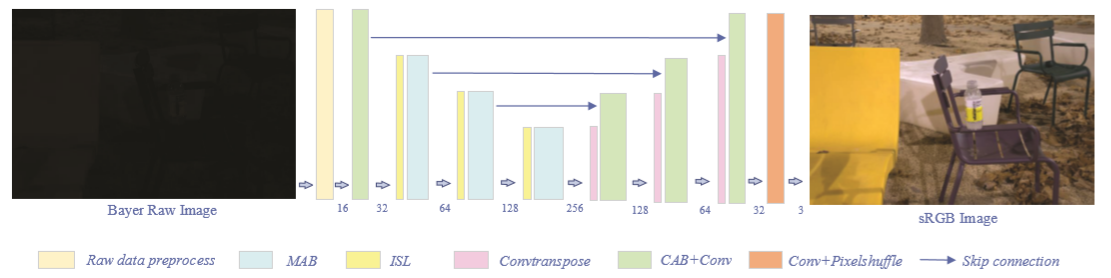 16 32 64 128 256 128 64 32 3
Bayer Raw Image
sRGB Image
Raw data preprocess MAB ISL Convtranspose CAB+Conv Conv+Pixelshuffle Skip connection